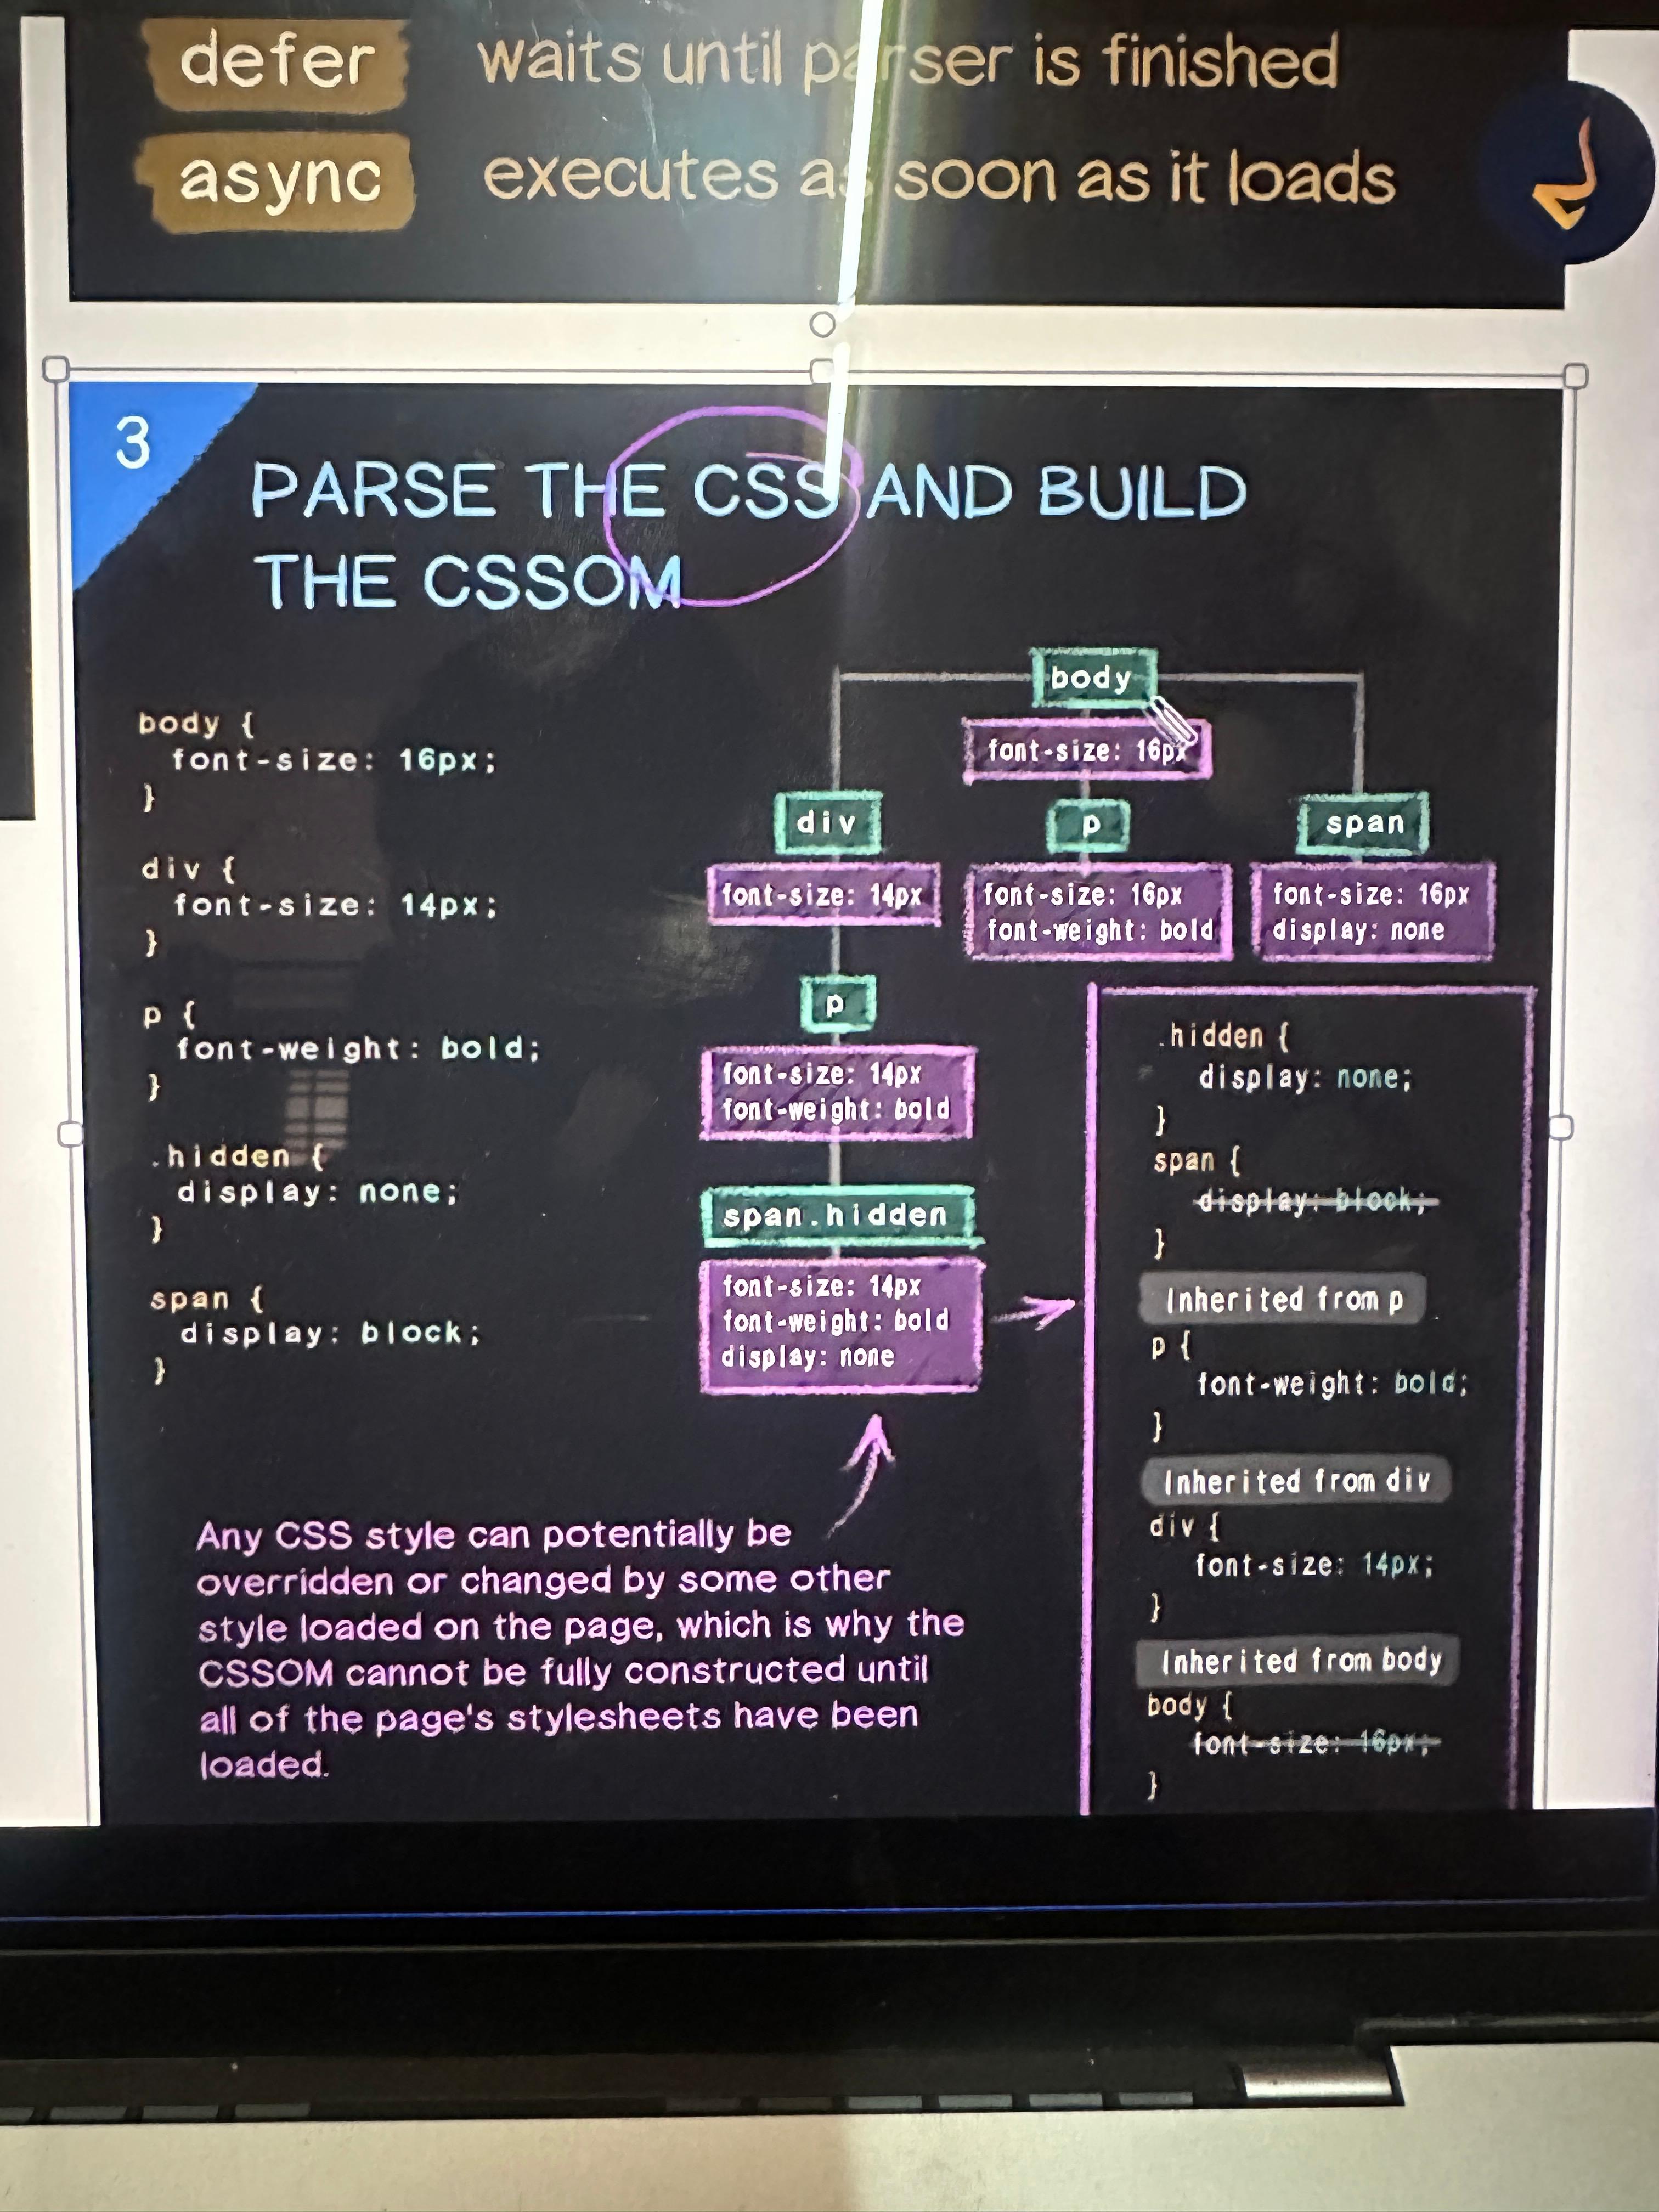 defer waits until parser is finished
async executes as soon as it loads
3
PARSE THE CSS AND BUILD
THE CSSOM
body {
font-size: 16px;
}
div {
font-size: 14px;
}
p {
font-weight: bold;
}
.hidden {
display: none;
}
span {
display: block;
}
body
font-size: 16px
div
font-size: 14px
p
font-size: 16px
font-weight: bold
span
font-size: 16px
display: none
p
font-size: 14px
font-weight: bold
span.hidden
font-size: 14px
font-weight: bold
display: none
.hidden {
display: none;
}
span {
display: block;
}
Inherited from p
p {
font-weight: bold;
}
Inherited from div
div {
font-size: 14px;
}
Inherited from body
body {
font-size: 16px;
}
Any CSS style can potentially be
overridden or changed by some other
style loaded on the page, which is why the
CSSOM cannot be fully constructed until
all of the page's stylesheets have been
loaded.